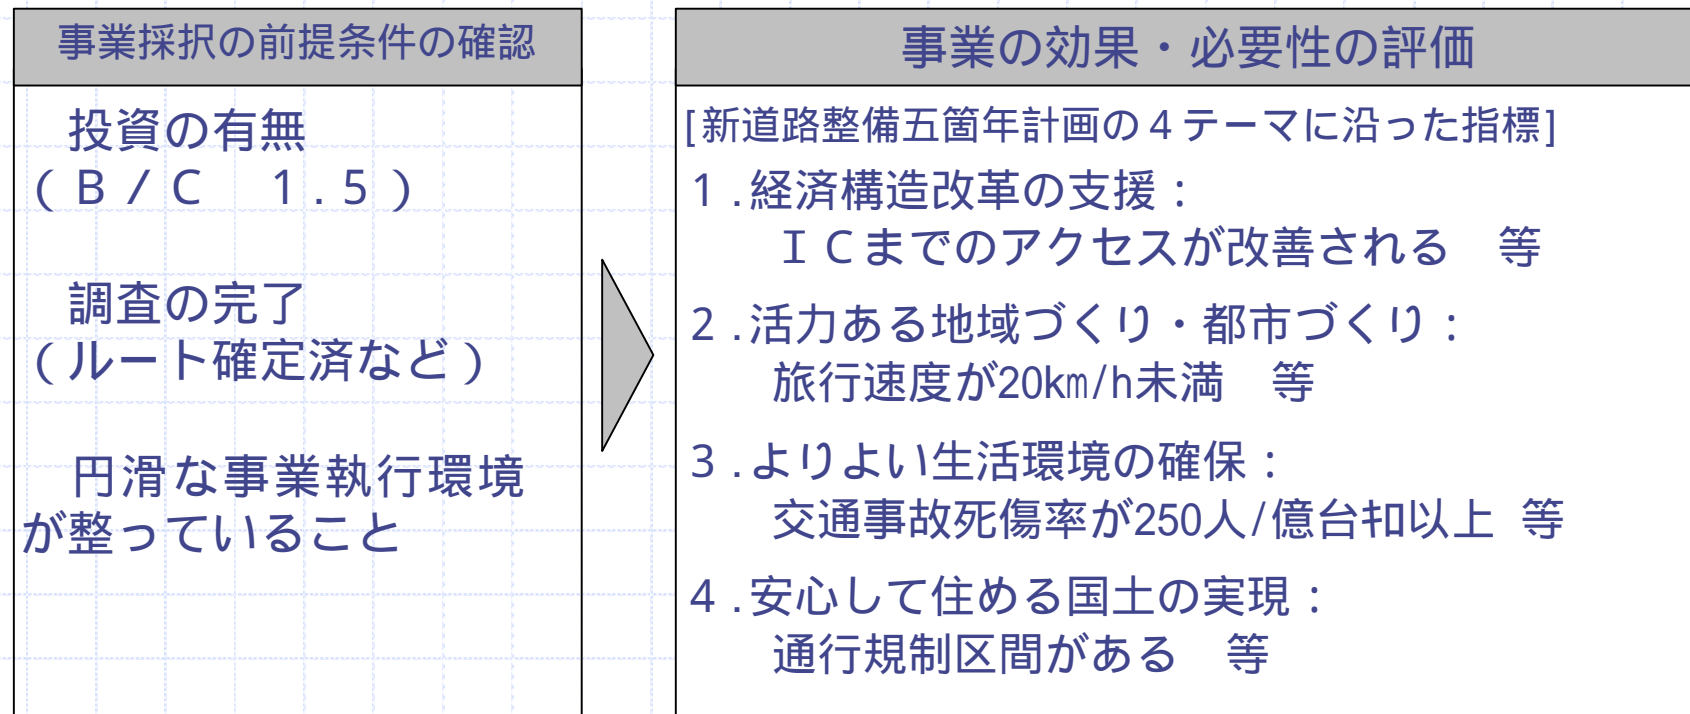 事業採択の前提条件の確認
投資の有無
(B/C 1.5)
調査の完了
(ルート確定済など)
円滑な事業執行環境
が整っていること
事業の効果・必要性の評価
[新道路整備五箇年計画の4テーマに沿った指標]
1.経済構造改革の支援:
ICまでのアクセスが改善される 等
2.活力ある地域づくり・都市づくり:
旅行速度が20km/h未満 等
3.よりよい生活環境の確保:
交通事故死傷率が250人/億台㌔以上 等
4.安心して住める国土の実現:
通行規制区間がある 等